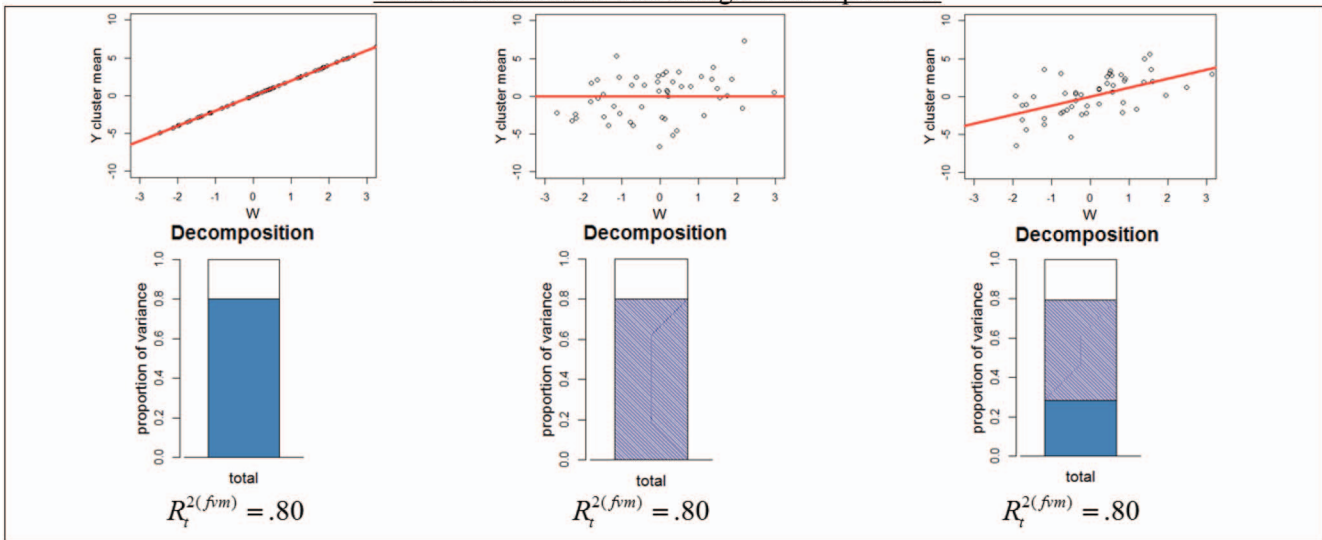 Y cluster mean
10
5
0
-5
-10
-3 -2 -1 0 1 2 3
W
Decomposition
proportion of variance
1.0
0.8
0.6
0.4
0.2
0.0
total
R_t^{2(fvm)} = .80
Y cluster mean
10
5
0
-5
-10
-3 -2 -1 0 1 2 3
W
Decomposition
proportion of variance
1.0
0.8
0.6
0.4
0.2
0.0
total
R_t^{2(fvm)} = .80
Y cluster mean
10
5
0
-5
-10
-3 -2 -1 0 1 2 3
W
Decomposition
proportion of variance
1.0
0.8
0.6
0.4
0.2
0.0
total
R_t^{2(fvm)} = .80